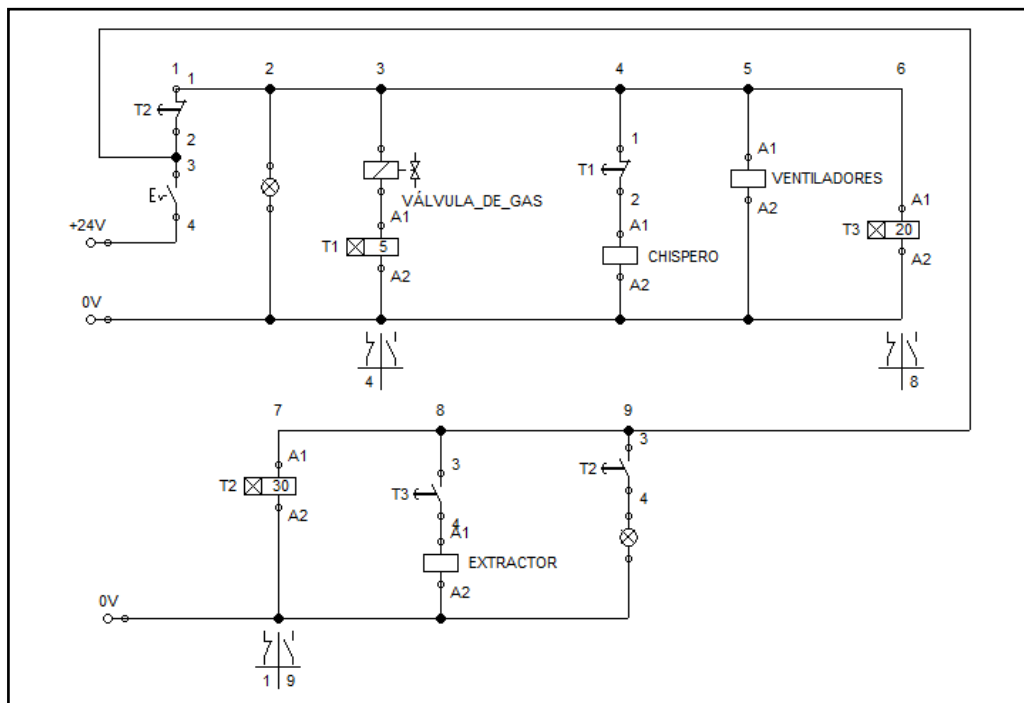 1 2 3 4 5 6
1
T2
2
3
4
+24V
0V
VÁLVULA_DE_GAS
A1
T1 5
A2
4
1
T1
2
A1
CHISPERO
A2
A1
VENTILADORES
A2
A1
T3 20
A2
8
7 8 9
A1
T2 30
A2
0V
1 9
3
T3
4
A1
EXTRACTOR
A2
3
T2
4